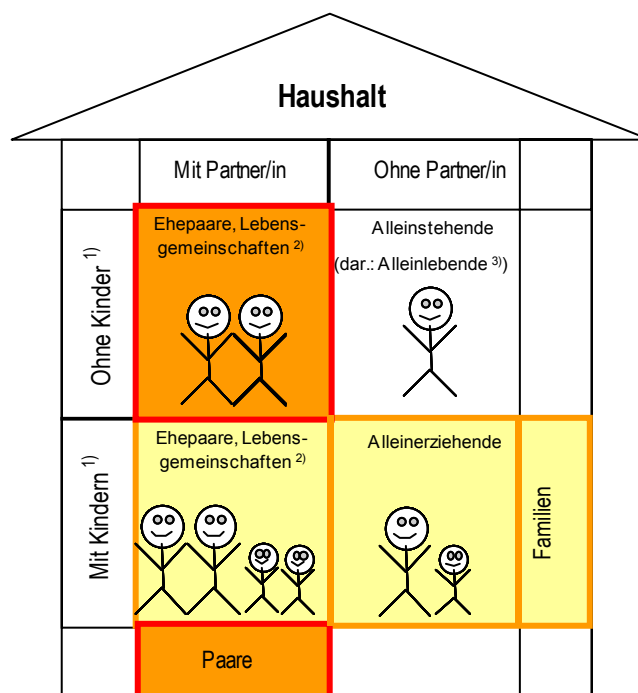 Haushalt
Mit Partner/in
Ohne Partner/in
Ohne Kinder 1)
Ehepaare, Lebens-
gemeinschaften 2)
Alleinstehende
(dar.: Alleinlebende 3))
Mit Kindern 1)
Ehepaare, Lebens-
gemeinschaften 2)
Alleinerziehende
Familien
Paare